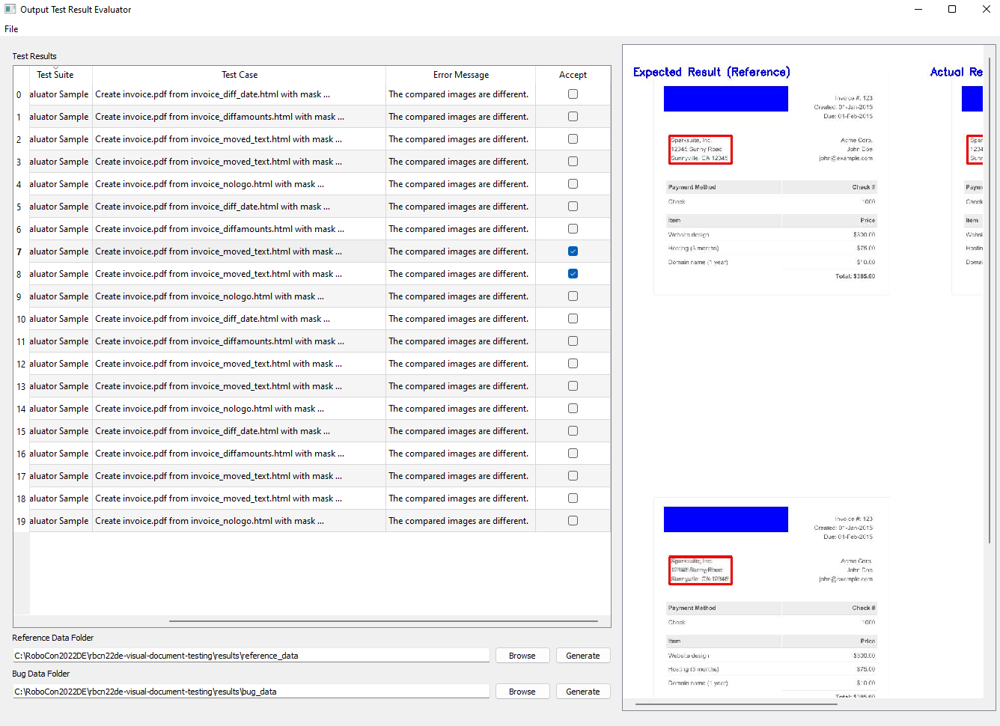 Output Test Result Evaluator
File
Test Results
Test Suite Test Case Error Message Accept
0 aluator Sample Create invoice.pdf from invoice_diff_date.html with mask ... The compared images are different.
1 aluator Sample Create invoice.pdf from invoice_diffamounts.html with mask ... The compared images are different.
2 aluator Sample Create invoice.pdf from invoice_moved_text.html with mask ... The compared images are different.
3 aluator Sample Create invoice.pdf from invoice_moved_text.html with mask ... The compared images are different.
4 aluator Sample Create invoice.pdf from invoice_nologo.html with mask ... The compared images are different.
5 aluator Sample Create invoice.pdf from invoice_diff_date.html with mask ... The compared images are different.
6 aluator Sample Create invoice.pdf from invoice_diffamounts.html with mask ... The compared images are different.
7 aluator Sample Create invoice.pdf from invoice_moved_text.html with mask ... The compared images are different.
8 aluator Sample Create invoice.pdf from invoice_moved_text.html with mask ... The compared images are different.
9 aluator Sample Create invoice.pdf from invoice_nologo.html with mask ... The compared images are different.
10 aluator Sample Create invoice.pdf from invoice_diff_date.html with mask ... The compared images are different.
11 aluator Sample Create invoice.pdf from invoice_diffamounts.html with mask ... The compared images are different.
12 aluator Sample Create invoice.pdf from invoice_moved_text.html with mask ... The compared images are different.
13 aluator Sample Create invoice.pdf from invoice_moved_text.html with mask ... The compared images are different.
14 aluator Sample Create invoice.pdf from invoice_nologo.html with mask ... The compared images are different.
15 aluator Sample Create invoice.pdf from invoice_diff_date.html with mask ... The compared images are different.
16 aluator Sample Create invoice.pdf from invoice_diffamounts.html with mask ... The compared images are different.
17 aluator Sample Create invoice.pdf from invoice_moved_text.html with mask ... The compared images are different.
18 aluator Sample Create invoice.pdf from invoice_moved_text.html with mask ... The compared images are different.
19 aluator Sample Create invoice.pdf from invoice_nologo.html with mask ... The compared images are different.
Reference Data Folder
C:\RoboCon2022DE\rbcn22de-visual-document-testing\results\reference_data Browse Generate
Bug Data Folder
C:\RoboCon2022DE\rbcn22de-visual-document-testing\results\bug_data Browse Generate
Expected Result (Reference) Actual Re
Invoice #: 123
Created: 01-Jan-2015
Due: 01-Feb-2015
Sparksuite, Inc. Acme Corp. Spar
12345 Sunny Road John Doe 1234
Sunnyville, CA 12345 john@example.com Sunr
Payment Method Check # Paym
Check 1000 Check
Item Price Item
Website design $300.00 Websi
Hosting (3 months) $75.00 Hostin
Domain name (1 year) $10.00 Doma
Total: $385.00
Invoice #: 123
Created: 01-Jan-2015
Due: 01-Feb-2015
Sparksuite, Inc. Acme Corp.
12345 Sunny Road John Doe
Sunnyville, CA 12345 john@example.com
Payment Method Check #
Check 1000
Item Price
Website design $300.00
Hosting (3 months) $75.00
Domain name (1 year) $10.00
Total: $385.00